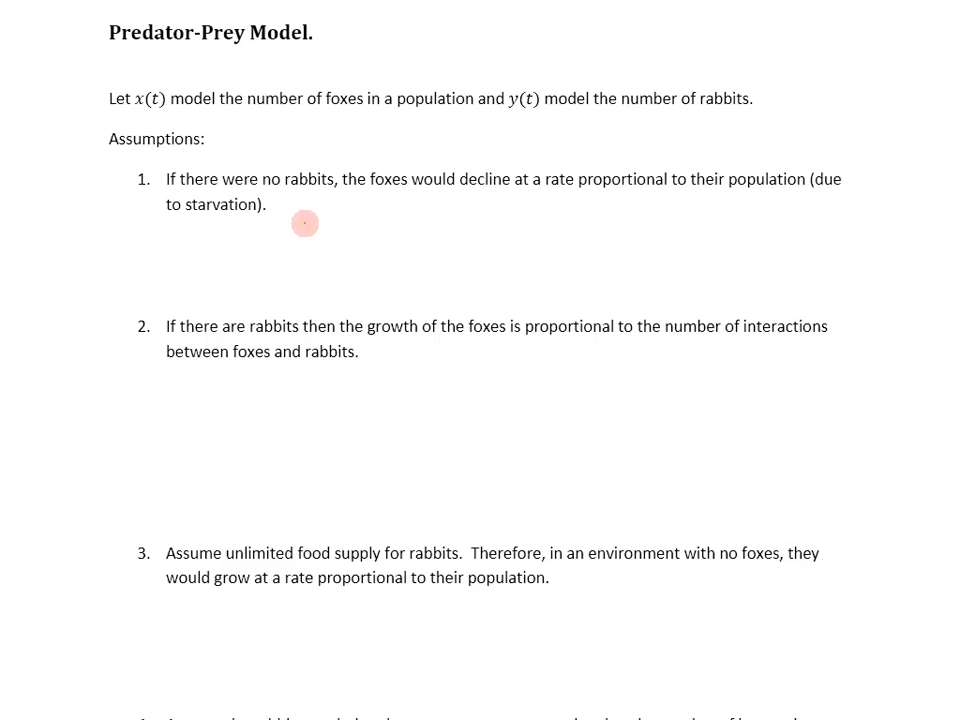 Predator-Prey Model.
Let x(t) model the number of foxes in a population and y(t) model the number of rabbits.
Assumptions:
1. If there were no rabbits, the foxes would decline at a rate proportional to their population (due
to starvation).
2. If there are rabbits then the growth of the foxes is proportional to the number of interactions
between foxes and rabbits.
3. Assume unlimited food supply for rabbits. Therefore, in an environment with no foxes, they
would grow at a rate proportional to their population.